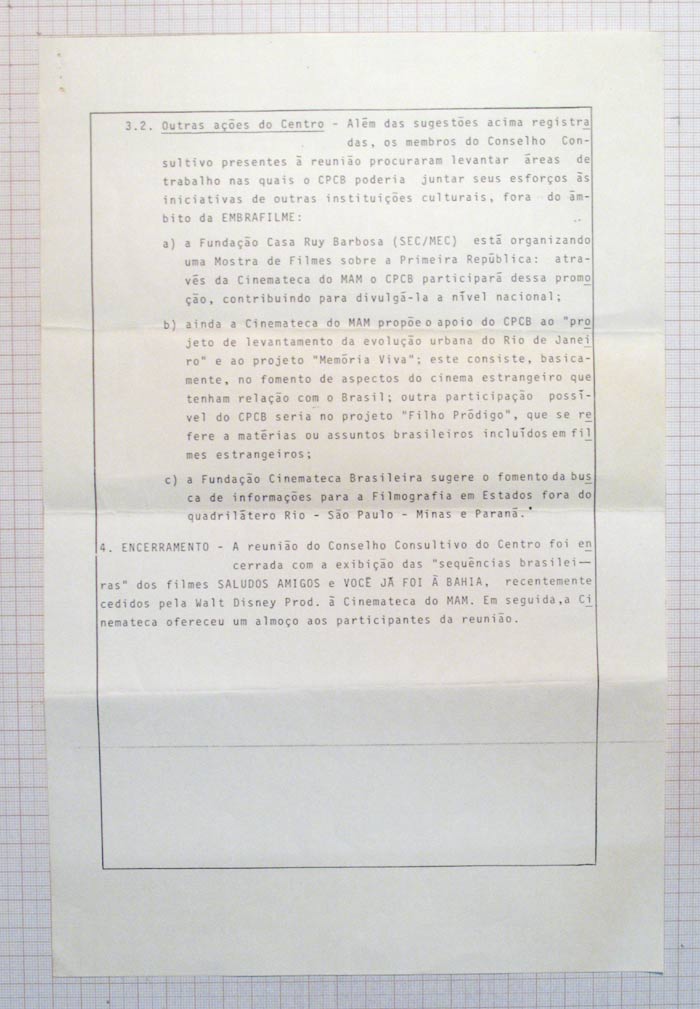 3.2. Outras ações do Centro - Além das sugestões acima registra
das, os membros do Conselho Con-
sultivo presentes à reunião procuraram levantar áreas de
trabalho nas quais o CPCB poderia juntar seus esforços às
iniciativas de outras instituições culturais, fora do âm-
bito da EMBRAFILME:
a) a Fundação Casa Ruy Barbosa (SEC/MEC) está organizando
uma Mostra de Filmes sobre a Primeira República: atra-
vés da Cinemateca do MAM o CPCB participará dessa promo
ção, contribuindo para divulgá-la a nível nacional;
b) ainda a Cinemateca do MAM propõe o apoio do CPCB ao "pro
jeto de levantamento da evolução urbana do Rio de Janei
ro" e ao projeto "Memória Viva"; este consiste, basica-
mente, no fomento de aspectos do cinema estrangeiro que
tenham relação com o Brasil; outra participação possí-
vel do CPCB seria no projeto "Filho Pródigo", que se re
fere a matérias ou assuntos brasileiros incluídos em fil
mes estrangeiros;
c) a Fundação Cinemateca Brasileira sugere o fomento da bus
ca de informações para a Filmografia em Estados fora do
quadrilátero Rio - São Paulo - Minas e Paraná.
4. ENCERRAMENTO - A reunião do Conselho Consultivo do Centro foi en
cerrada com a exibição das "sequências brasilei—
ras" dos filmes SALUDOS AMIGOS e VOCÊ JÁ FOI À BAHIA, recentemente
cedidos pela Walt Disney Prod. à Cinemateca do MAM. Em seguida,a Ci
nemateca ofereceu um almoço aos participantes da reunião.